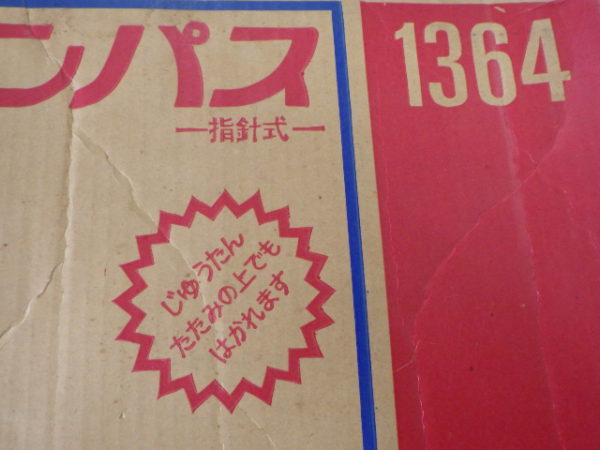 ンパス
1364
―指針式―
じゅうたん
たたみの上でも
はかれます